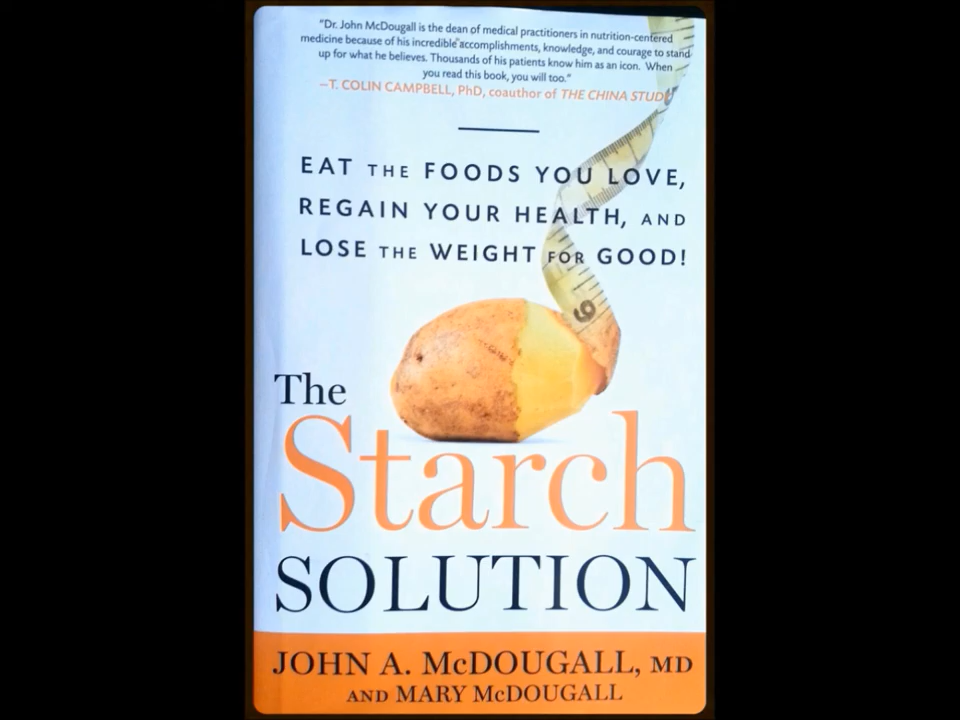 "Dr. John McDougall is the dean of medical practitioners in nutrition-centered
medicine because of his incredible accomplishments, knowledge, and courage to stand
up for what he believes. Thousands of his patients know him as an icon. When
you read this book, you will too."
—T. COLIN CAMPBELL, PhD, coauthor of THE CHINA STUDY
EAT THE FOODS YOU LOVE,
REGAIN YOUR HEALTH, AND
LOSE THE WEIGHT FOR GOOD!
9
The
Starch
SOLUTION
JOHN A. McDOUGALL, MD
AND MARY McDOUGALL